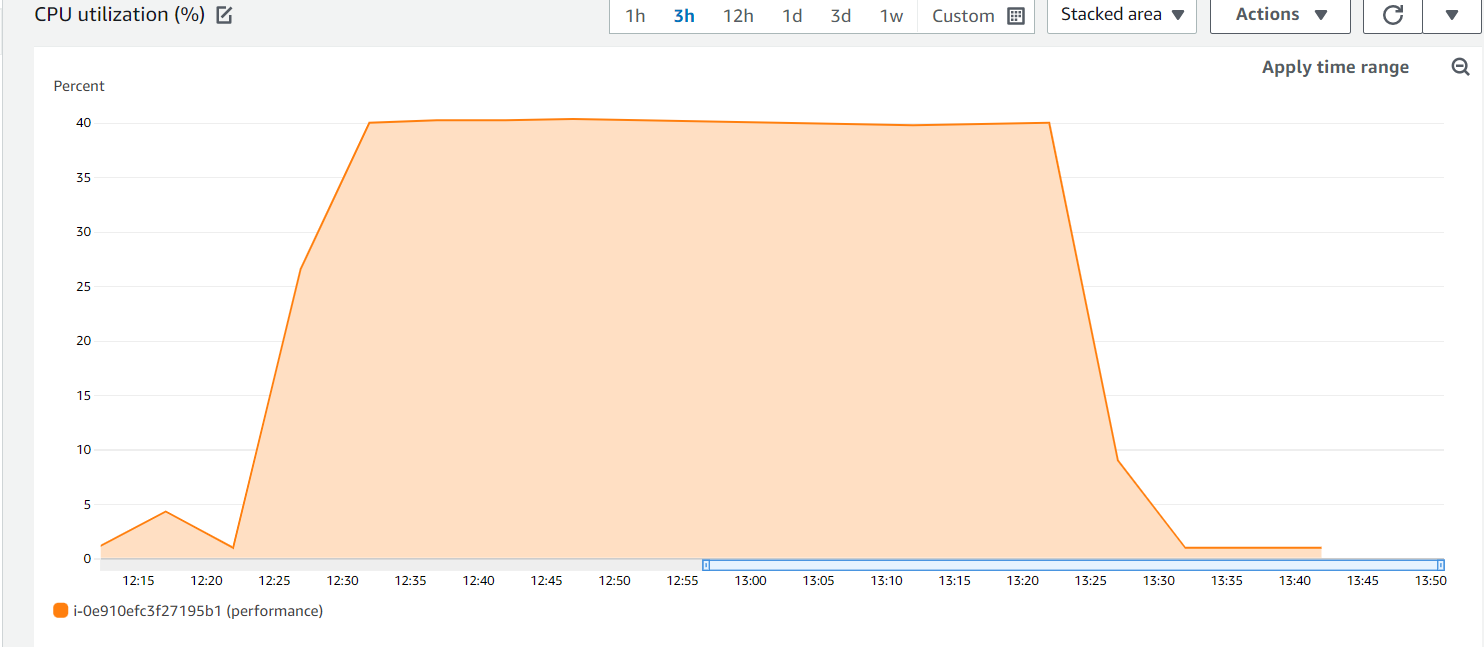 CPU utilization (%)
1h 3h 12h 1d 3d 1w Custom
Stacked area
Actions
Apply time range
Percent
40
35
30
25
20
15
10
5
0
12:15 12:20 12:25 12:30 12:35 12:40 12:45 12:50 12:55 13:00 13:05 13:10 13:15 13:20 13:25 13:30 13:35 13:40 13:45 13:50
i-0e910efc3f27195b1 (performance)